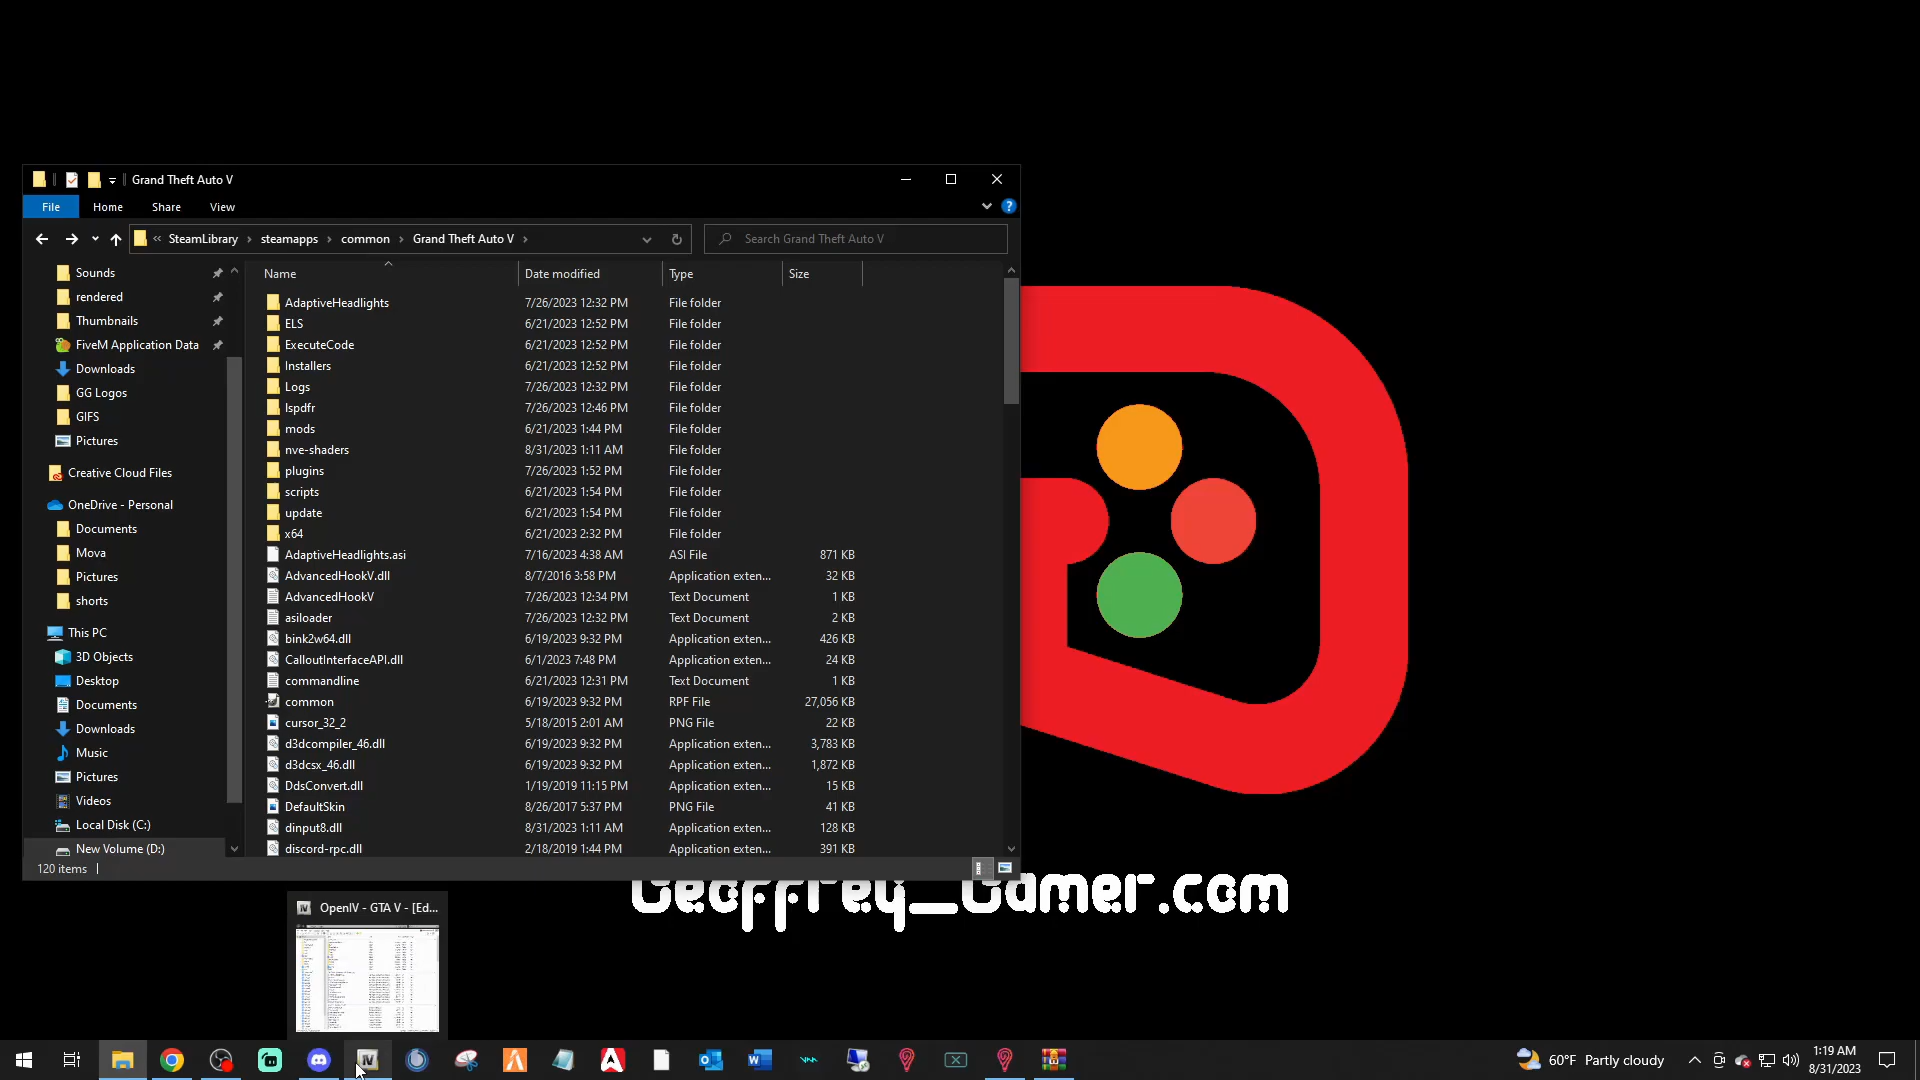 Grand Theft Auto V
File Home Share View
« SteamLibrary › steamapps › common › Grand Theft Auto V ›
Search Grand Theft Auto V
Sounds
rendered
Thumbnails
FiveM Application Data
Downloads
GG Logos
GIFS
Pictures
Creative Cloud Files
OneDrive - Personal
Documents
Mova
Pictures
shorts
This PC
3D Objects
Desktop
Documents
Downloads
Music
Pictures
Videos
Local Disk (C:)
New Volume (D:)
Name Date modified Type Size
AdaptiveHeadlights 7/26/2023 12:32 PM File folder
ELS 6/21/2023 12:52 PM File folder
ExecuteCode 6/21/2023 12:52 PM File folder
Installers 6/21/2023 12:52 PM File folder
Logs 7/26/2023 12:32 PM File folder
lspdfr 7/26/2023 12:46 PM File folder
mods 6/21/2023 1:44 PM File folder
nve-shaders 8/31/2023 1:11 AM File folder
plugins 7/26/2023 1:52 PM File folder
scripts 6/21/2023 1:54 PM File folder
update 6/21/2023 1:54 PM File folder
x64 6/21/2023 2:32 PM File folder
AdaptiveHeadlights.asi 7/16/2023 4:38 AM ASI File 871 KB
AdvancedHookV.dll 8/7/2016 3:58 PM Application exten... 32 KB
AdvancedHookV 7/26/2023 12:34 PM Text Document 1 KB
asiloader 7/26/2023 12:32 PM Text Document 2 KB
bink2w64.dll 6/19/2023 9:32 PM Application exten... 426 KB
CalloutInterfaceAPI.dll 6/1/2023 7:48 PM Application exten... 24 KB
commandline 6/21/2023 12:31 PM Text Document 1 KB
common 6/19/2023 9:32 PM RPF File 27,056 KB
cursor_32_2 5/18/2015 2:01 AM PNG File 22 KB
d3dcompiler_46.dll 6/19/2023 9:32 PM Application exten... 3,783 KB
d3dcsx_46.dll 6/19/2023 9:32 PM Application exten... 1,872 KB
DdsConvert.dll 1/19/2019 11:15 PM Application exten... 15 KB
DefaultSkin 8/26/2017 5:37 PM PNG File 41 KB
dinput8.dll 8/31/2023 1:11 AM Application exten... 128 KB
discord-rpc.dll 2/18/2019 1:44 PM Application exten... 391 KB
120 items
Geoffrey_Gamer.com
OpenIV - GTA V - [Ed...
60°F Partly cloudy
1:19 AM
8/31/2023